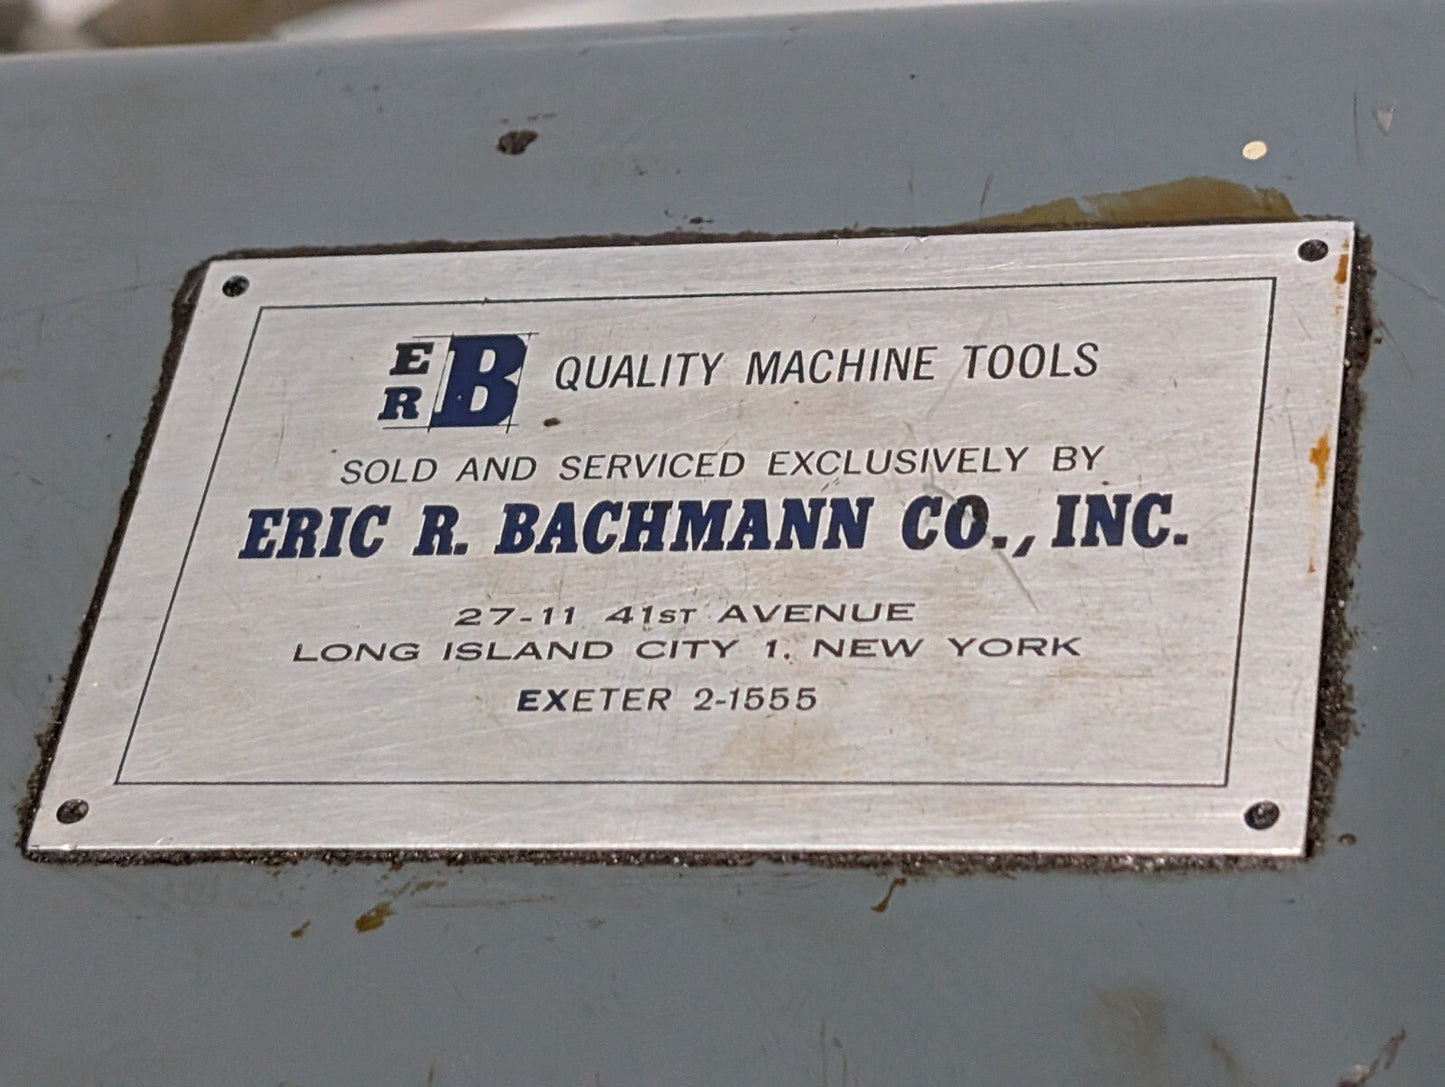 E
R B QUALITY MACHINE TOOLS
SOLD AND SERVICED EXCLUSIVELY BY
ERIC R. BACHMANN CO., INC.
27-11 41ST AVENUE
LONG ISLAND CITY 1, NEW YORK
EXETER 2-1555